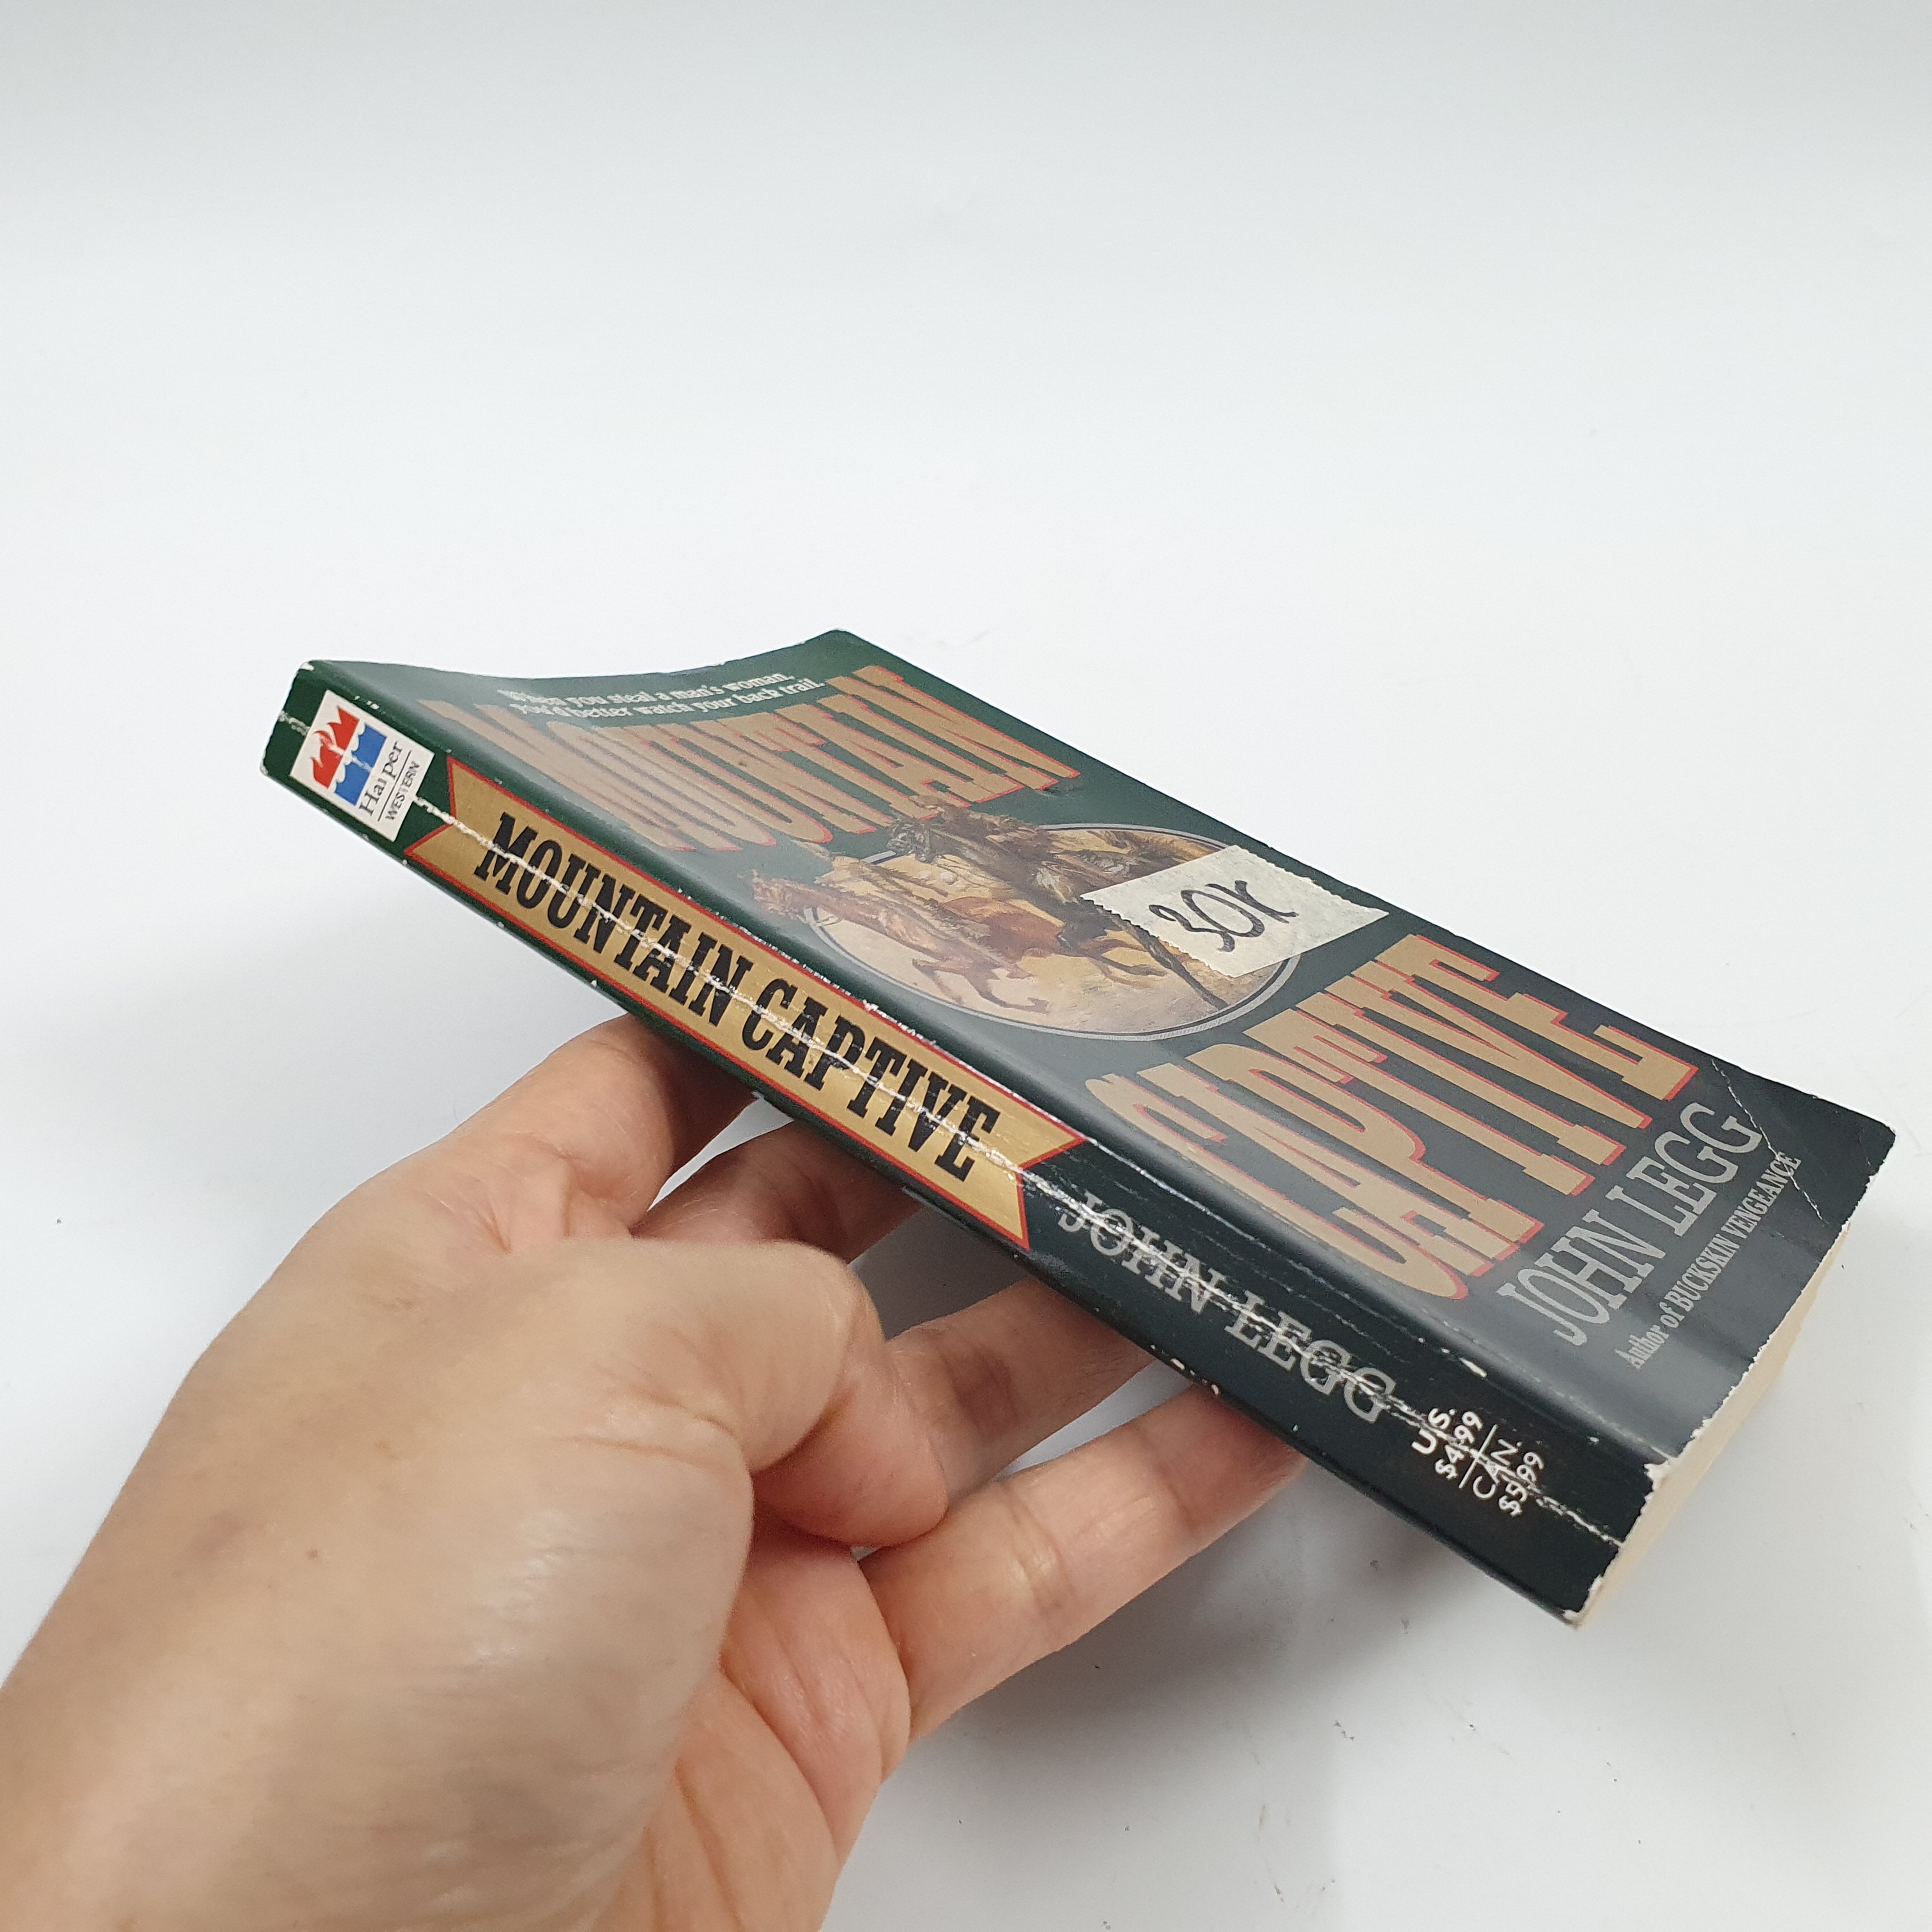 When you steal a man's woman,
you'd better watch your back trail.
MOUNTAIN
30K
CAPTIVE
JOHN LEGG
Author of BUCKSKIN VENGEANCE
Harper
WESTERN
MOUNTAIN CAPTIVE
JOHN LEGG
U.S.
$4.99
CAN.
$5.99